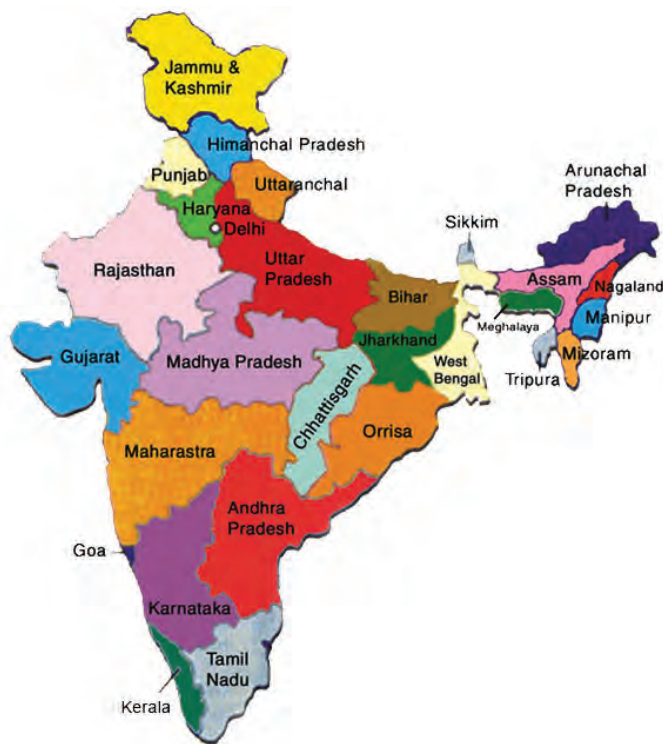 Jammu &
Kashmir
Himanchal Pradesh
Punjab
Uttaranchal
Haryana
Delhi
Arunachal
Pradesh
Sikkim
Rajasthan
Uttar
Pradesh
Bihar
Assam
Nagaland
Meghalaya
Manipur
Jharkhand
Gujarat
Madhya Pradesh
West
Bengal
Mizoram
Tripura
Chhattisgarh
Orrisa
Maharastra
Andhra
Pradesh
Goa
Karnataka
Tamil
Nadu
Kerala